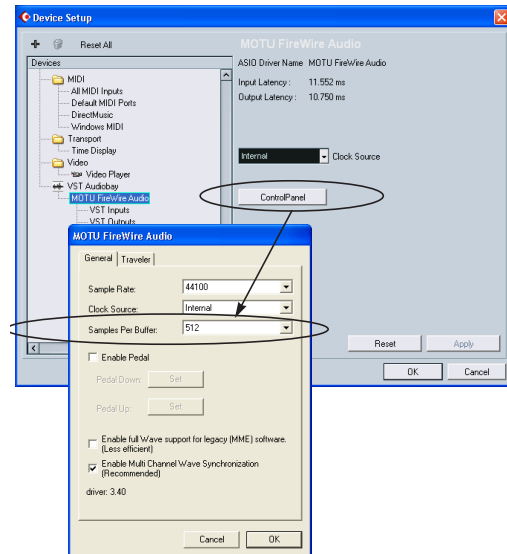 Device Setup
Reset All
MOTU FireWire Audio
Devices
ASIO Driver Name MOTU FireWire Audio
MIDI
All MIDI Inputs
Default MIDI Ports
DirectMusic
Windows MIDI
Transport
Time Display
Video
Video Player
VST Audiobay
MOTU FireWire Audio
VST Inputs
VST Outputs
Input Latency : 11.552 ms
Output Latency : 10.750 ms
Internal Clock Source
ControlPanel
Reset Apply
OK Cancel
MOTU FireWire Audio
General Traveler
Sample Rate: 44100
Clock Source: Internal
Samples Per Buffer: 512
Enable Pedal
Pedal Down: Set
Pedal Up: Set
Enable full Wave support for legacy (MME) software.
(Less efficient)
Enable Multi Channel Wave Synchronization
(Recommended)
driver: 3.40
Cancel OK